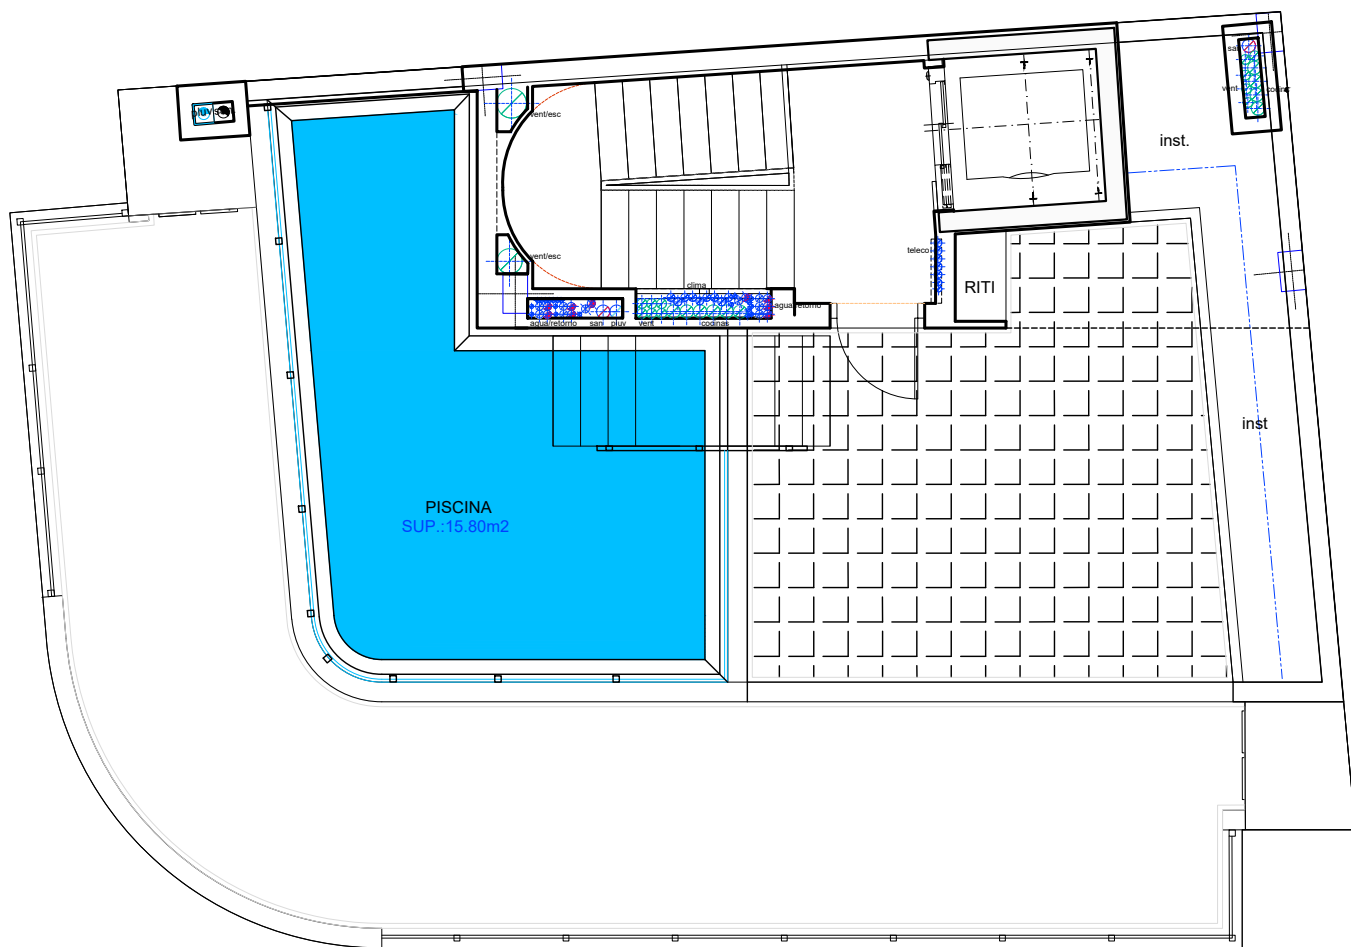 sani
vent
cocinas
pluv
vent/esc
inst.
vent/esc
teleco
clima
RITI
agua/retorno
agua/retorno
sani
pluv
vent
cocinas
inst
PISCINA
SUP.:15.80m2